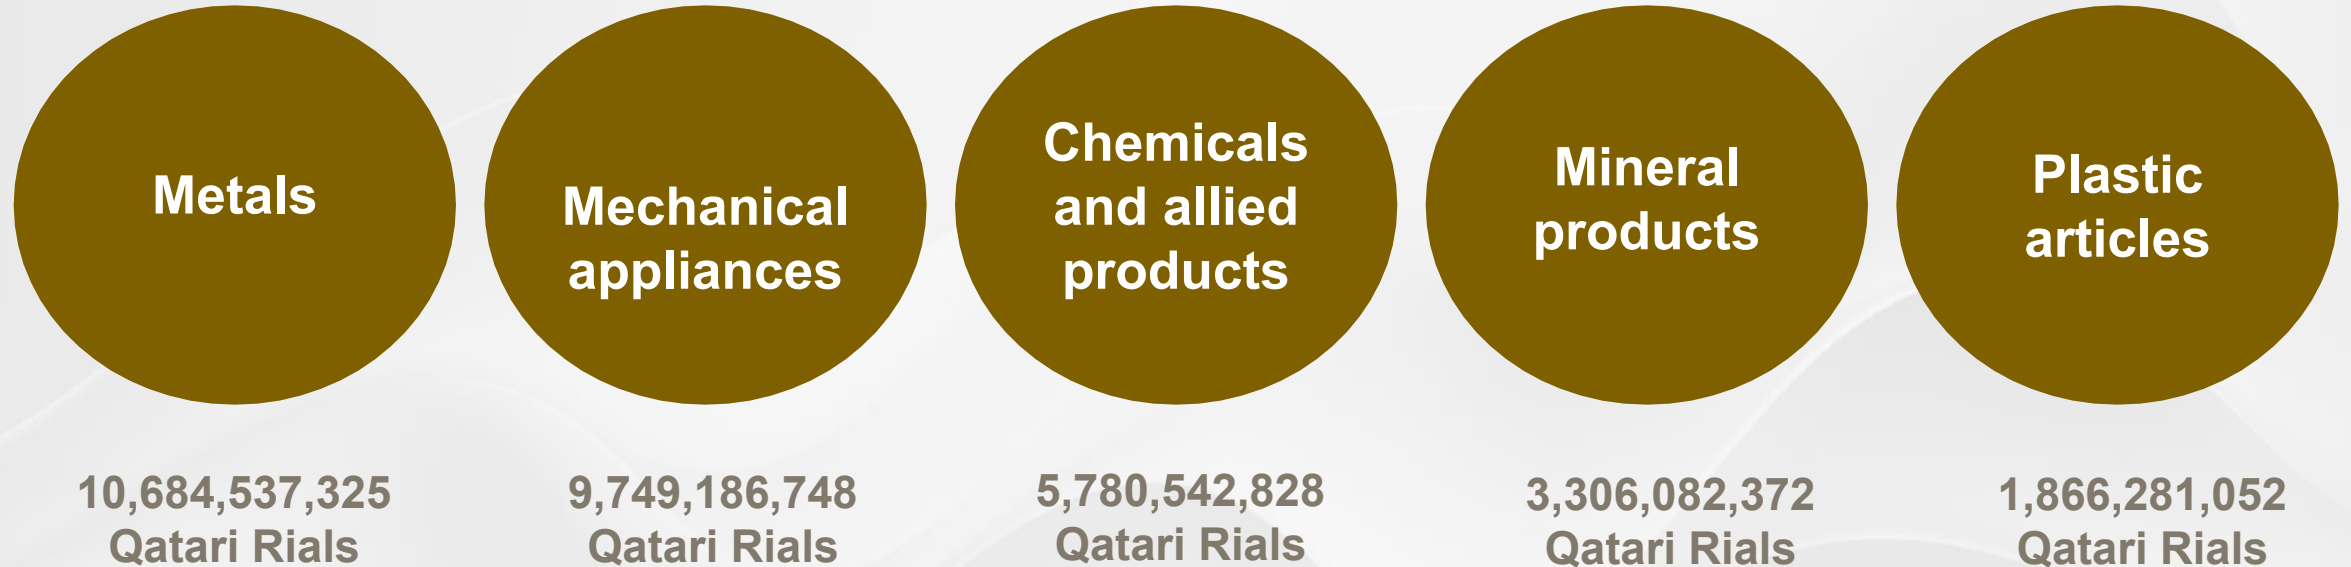 Metals
Mechanical
appliances
Chemicals
and allied
products
Mineral
products
Plastic
articles
10,684,537,325
Qatari Rials
9,749,186,748
Qatari Rials
5,780,542,828
Qatari Rials
3,306,082,372
Qatari Rials
1,866,281,052
Qatari Rials